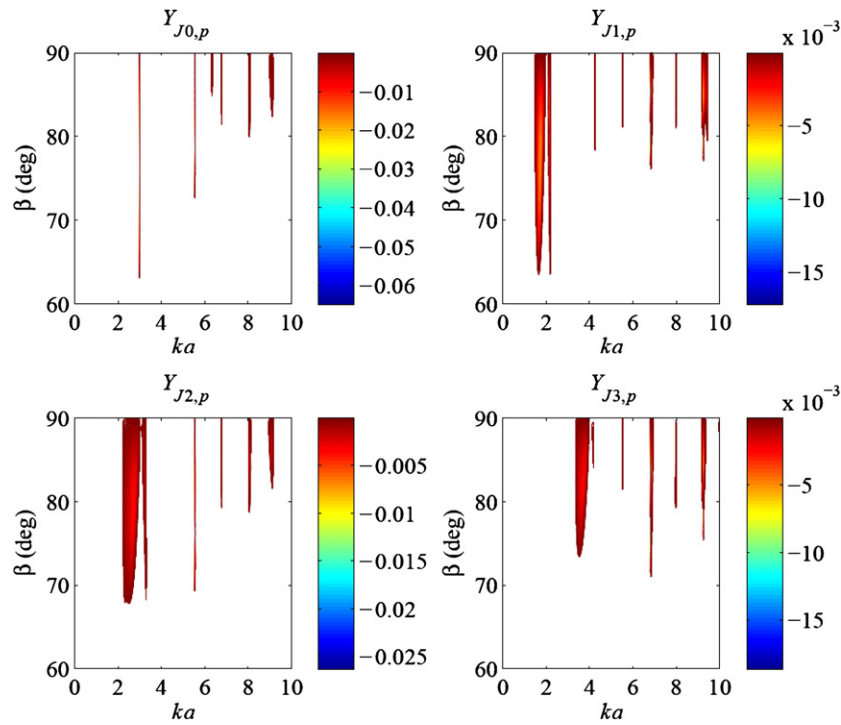 Y_{J0,p}
90
80
70
60
β (deg)
0 2 4 6 8 10
ka
−0.01
−0.02
−0.03
−0.04
−0.05
−0.06
Y_{J1,p}
x 10^{−3}
90
80
70
60
β (deg)
0 2 4 6 8 10
ka
−5
−10
−15
Y_{J2,p}
90
80
70
60
β (deg)
0 2 4 6 8 10
ka
−0.005
−0.01
−0.015
−0.02
−0.025
Y_{J3,p}
x 10^{−3}
90
80
70
60
β (deg)
0 2 4 6 8 10
ka
−5
−10
−15